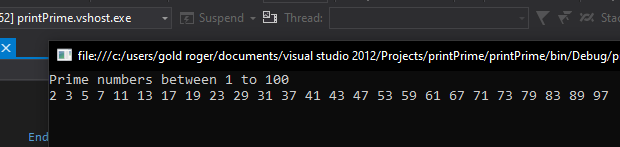 52] printPrime.vshost.exe Suspend Thread:
file:///c:/users/gold roger/documents/visual studio 2012/Projects/printPrime/printPrime/bin/Debug/p
Prime numbers between 1 to 100
2 3 5 7 11 13 17 19 23 29 31 37 41 43 47 53 59 61 67 71 73 79 83 89 97
End